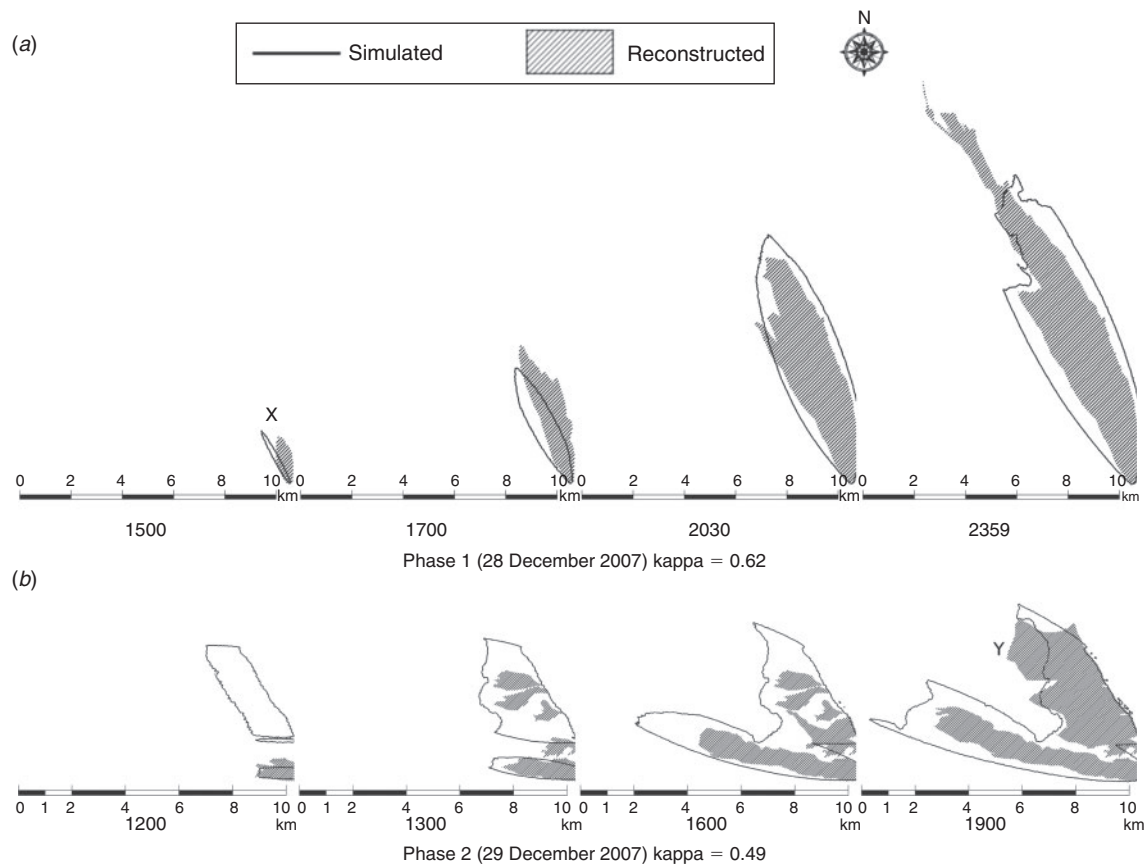 (a)
N
Simulated
Reconstructed
X
0 2 4 6 8 10 km
0 2 4 6 8 10 km
0 2 4 6 8 10 km
0 2 4 6 8 10 km
1500 1700 2030 2359
Phase 1 (28 December 2007) kappa = 0.62
(b)
Y
0 1 2 4 6 8 10 km
0 1 2 4 6 8 10 km
0 1 2 4 6 8 10 km
0 1 2 4 6 8 10 km
1200 1300 1600 1900
Phase 2 (29 December 2007) kappa = 0.49